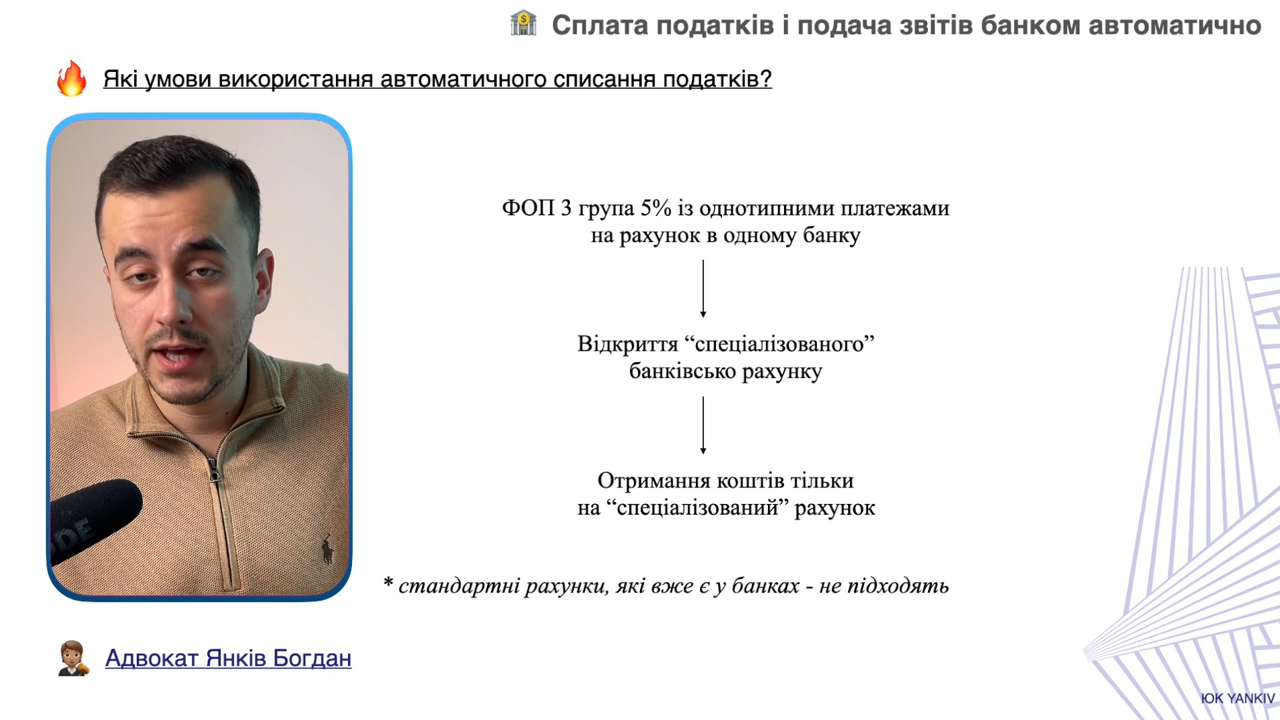 Сплата податків і подача звітів банком автоматично
Які умови використання автоматичного списання податків?
ФОП 3 група 5% із однотипними платежами
на рахунок в одному банку
Відкриття “спеціалізованого”
банківсько рахунку
Отримання коштів тільки
на “спеціалізований” рахунок
* стандартні рахунки, які вже є у банках - не підходять
Адвокат Янків Богдан
ЮК YANKIV